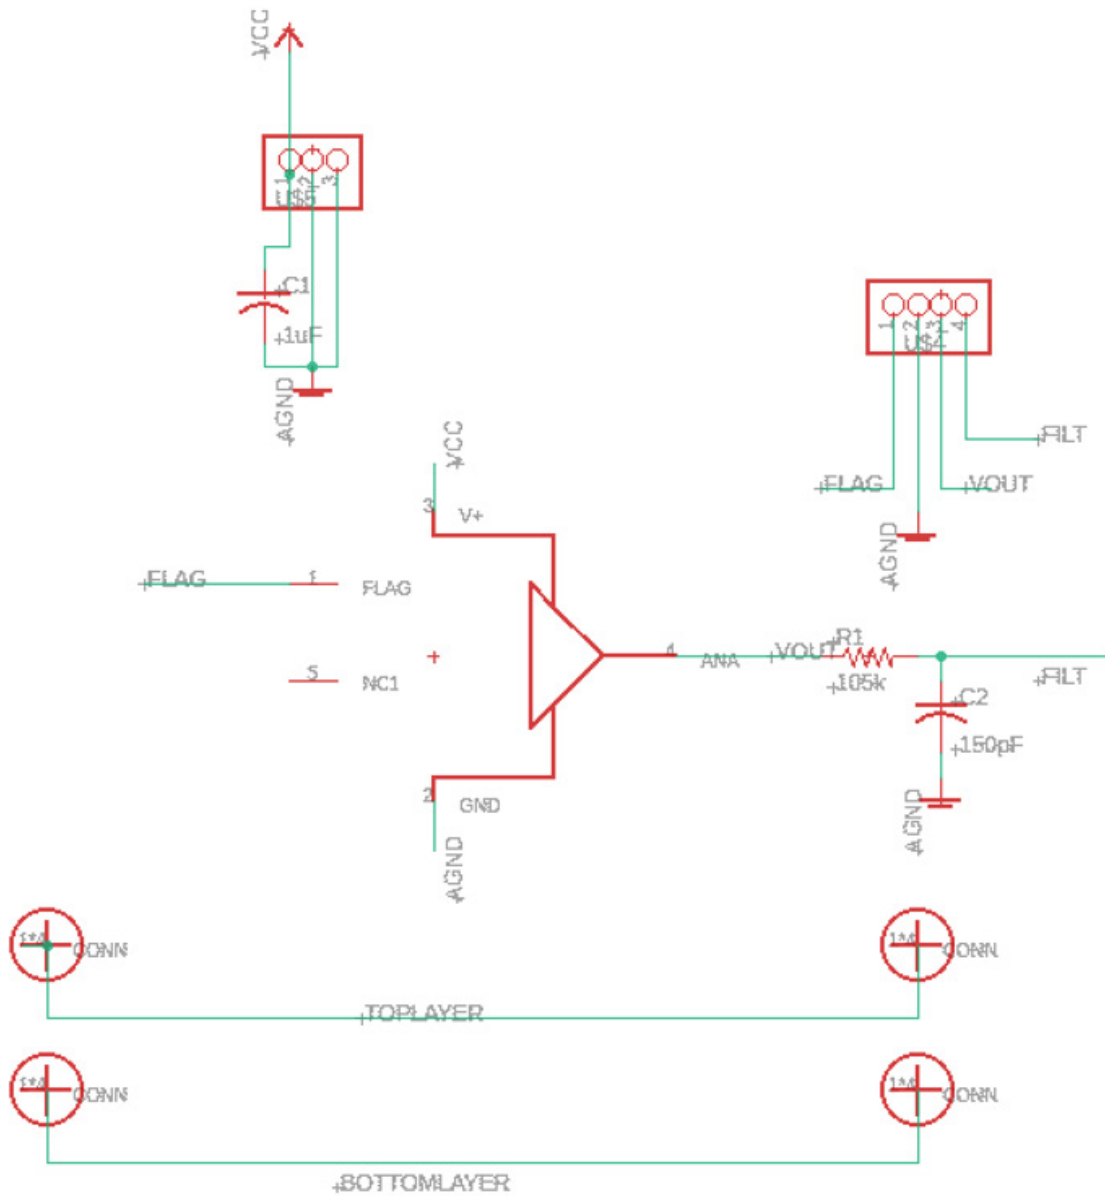 VCC
1
2
3
C1
1uF
AGND
1
2
3
4
FILT
FLAG
VOUT
AGND
VCC
3
V+
FLAG
1
FLAG
5
NC1
4
ANA
VOUT
R1
105k
FILT
C2
150pF
AGND
2
GND
AGND
CONN
CONN
TOPLAYER
CONN
CONN
BOTTOMLAYER